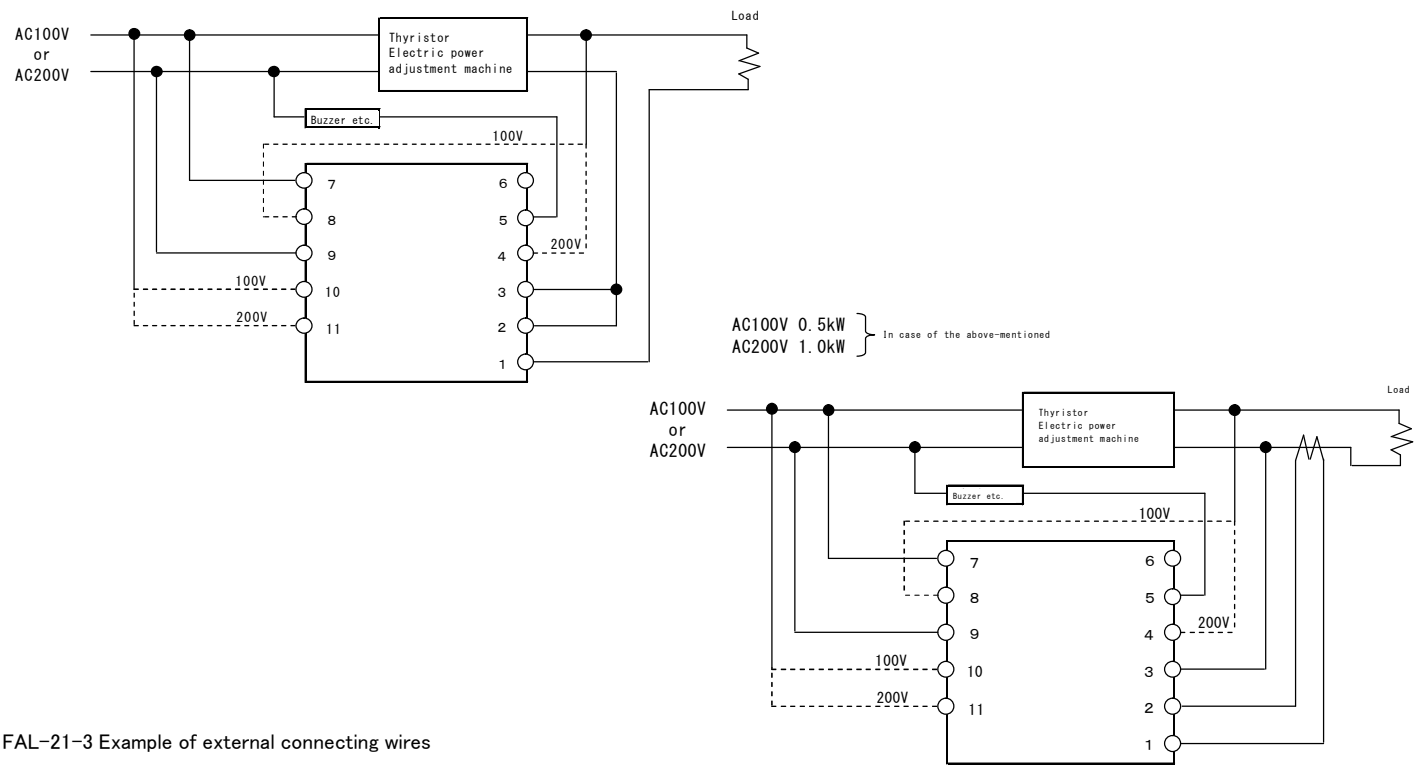 Load
AC100V
or
AC200V
Thyristor
Electric power
adjustment machine
Buzzer etc.
100V
7
6
8
5
200V
9
4
100V
10
3
200V
11
2
1
AC100V 0.5kW
AC200V 1.0kW
In case of the above-mentioned
Load
AC100V
or
AC200V
Thyristor
Electric power
adjustment machine
Buzzer etc.
100V
7
6
8
5
200V
9
4
100V
10
3
200V
11
2
1
FAL-21-3 Example of external connecting wires